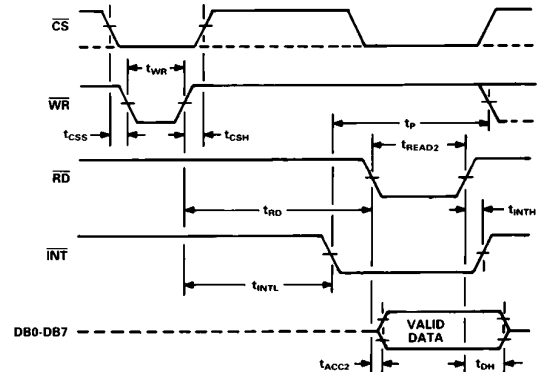 CS
tWR
WR
tCSS
tCSH
tP
tREAD2
RD
tRD
tINTH
INT
tINTL
DB0-DB7
VALID
DATA
tACC2
tDH